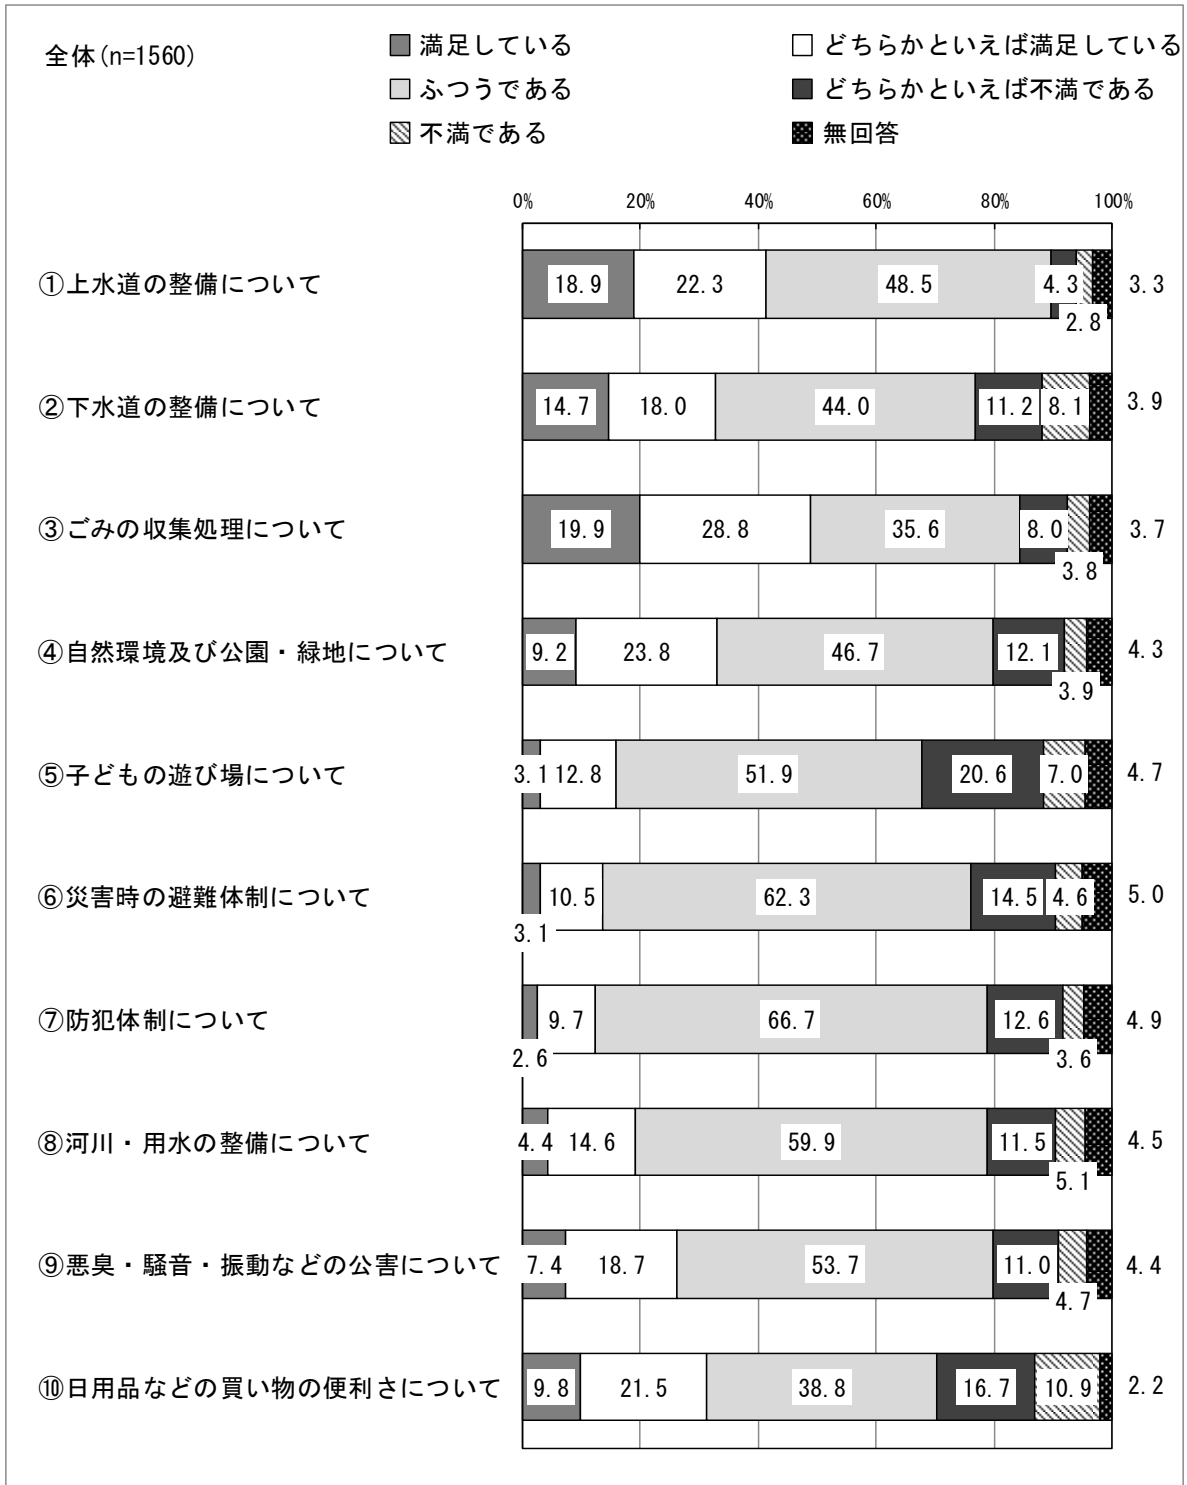 全体(n=1560)
満足している
どちらかといえば満足している
ふつうである
どちらかといえば不満である
不満である
無回答
0% 20% 40% 60% 80% 100%
①上水道の整備について 18.9 22.3 48.5 4.3 2.8 3.3
②下水道の整備について 14.7 18.0 44.0 11.2 8.1 3.9
③ごみの収集処理について 19.9 28.8 35.6 8.0 3.8 3.7
④自然環境及び公園・緑地について 9.2 23.8 46.7 12.1 3.9 4.3
⑤子どもの遊び場について 3.1 12.8 51.9 20.6 7.0 4.7
⑥災害時の避難体制について 3.1 10.5 62.3 14.5 4.6 5.0
⑦防犯体制について 2.6 9.7 66.7 12.6 3.6 4.9
⑧河川・用水の整備について 4.4 14.6 59.9 11.5 5.1 4.5
⑨悪臭・騒音・振動などの公害について 7.4 18.7 53.7 11.0 4.7 4.4
⑩日用品などの買い物の便利さについて 9.8 21.5 38.8 16.7 10.9 2.2